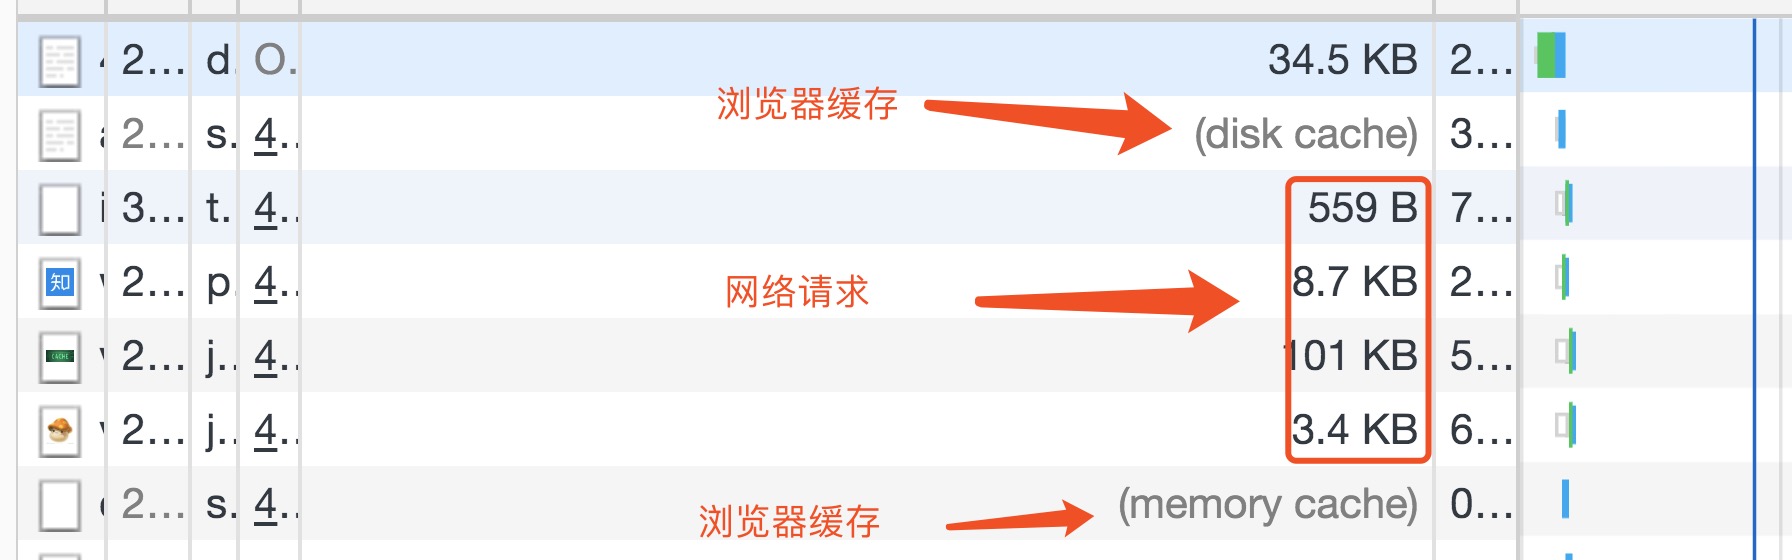 2... d. O. 34.5 KB 2...
浏览器缓存
2... s. 4.. (disk cache) 3...
3... t. 4.. 559 B 7...
知 2... p. 4.. 8.7 KB 2...
网络请求
CACHE 2... j.. 4.. 101 KB 5...
2... j.. 4.. 3.4 KB 6...
2... s. 4.. (memory cache) 0...
浏览器缓存